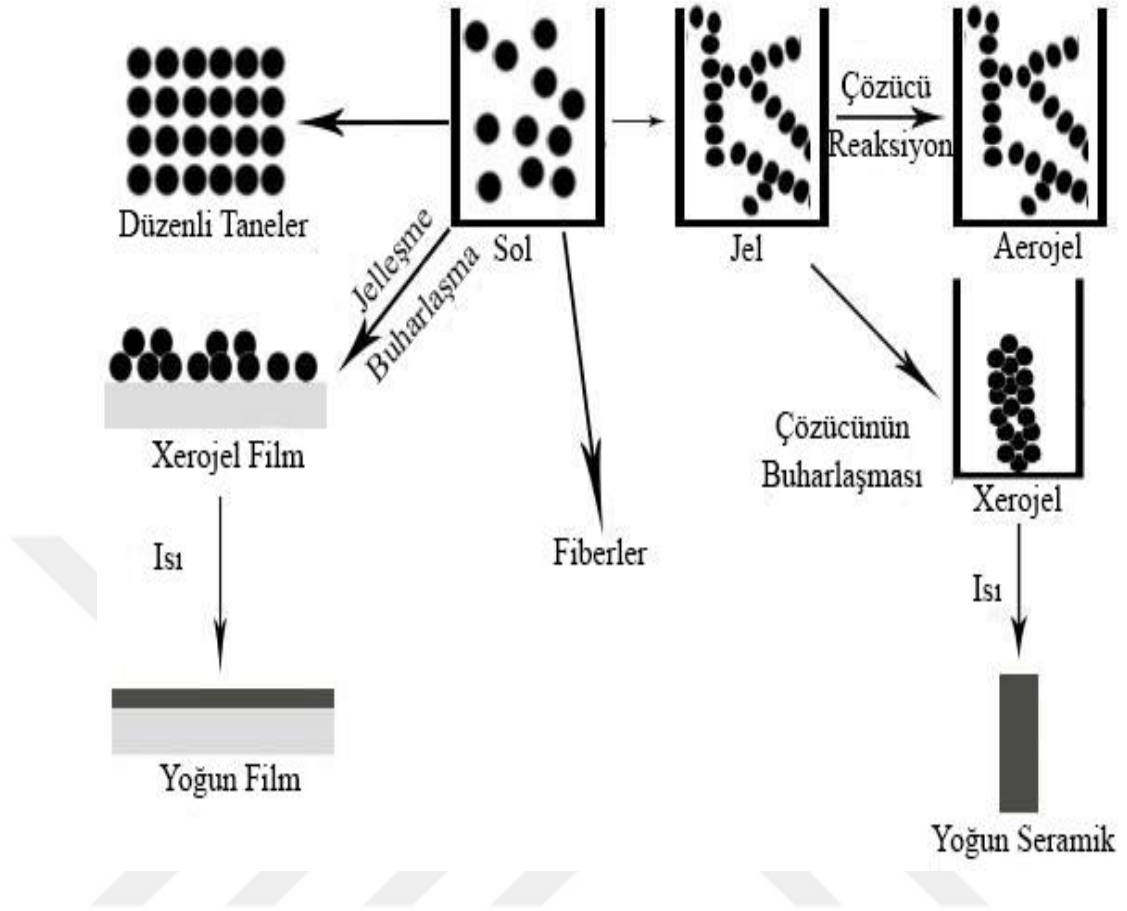 Çözücü
Reaksiyon
Düzenli Taneler
Sol
Jel
Aerojel
Jelleşme
Buharlaşma
Xerojel Film
Çözücünün
Buharlaşması
Xerojel
Isı
Fiberler
Isı
Yoğun Film
Yoğun Seramik